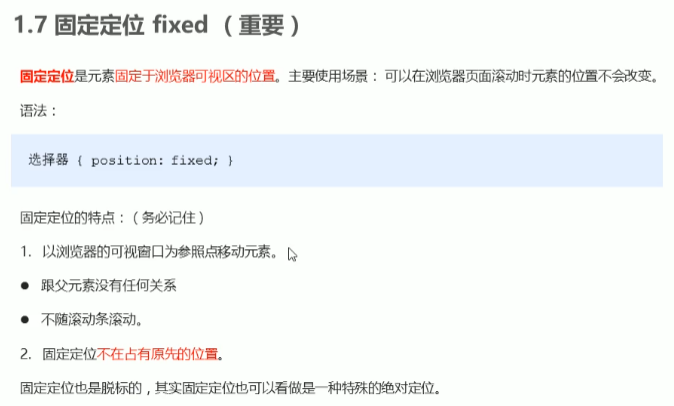 1.7 固定定位 fixed （重要）
固定定位是元素固定于浏览器可视区的位置。主要使用场景： 可以在浏览器页面滚动时元素的位置不会改变。
语法：
选择器 { position: fixed; }
固定定位的特点：（务必记住）
1. 以浏览器的可视窗口为参照点移动元素。
● 跟父元素没有任何关系
● 不随滚动条滚动。
2. 固定定位不在占有原先的位置。
固定定位也是脱标的，其实固定定位也可以看做是一种特殊的绝对定位。